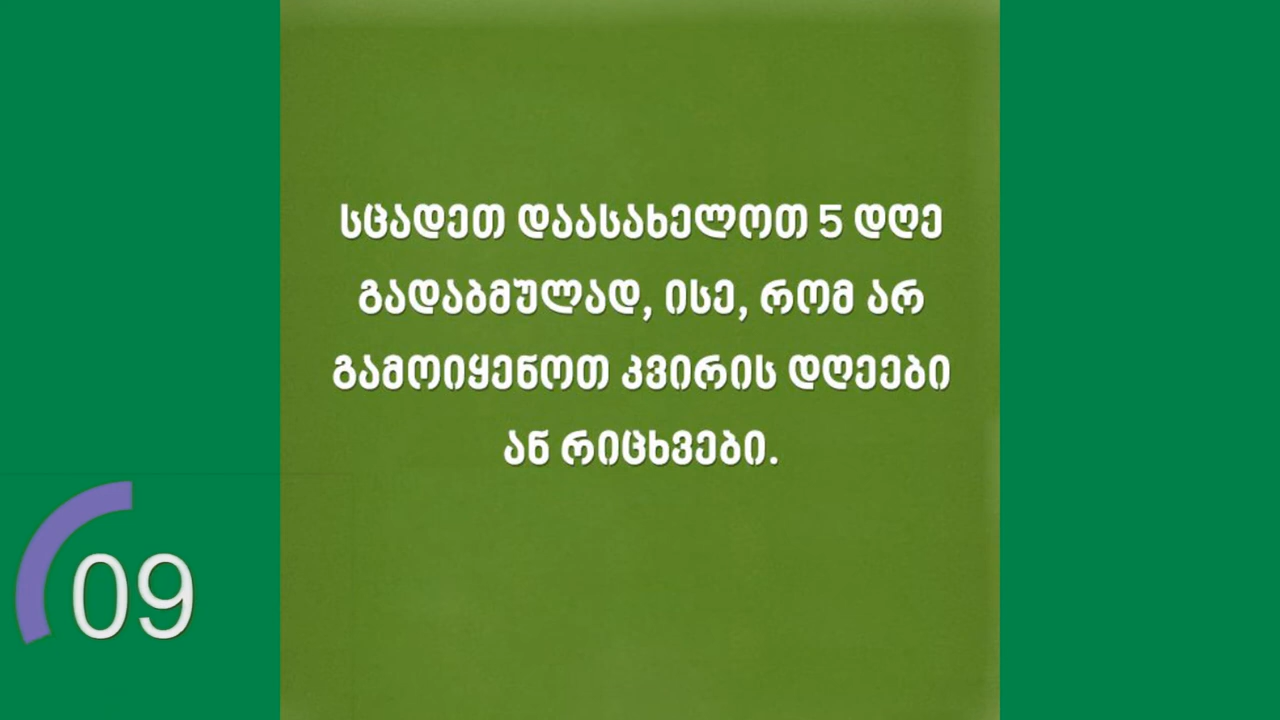 სცადეთ დაასახელოთ 5 დღე
გადაბმულად, ისე, რომ არ
გამოიყენოთ კვირის დღეები
ან რიცხვები.
09